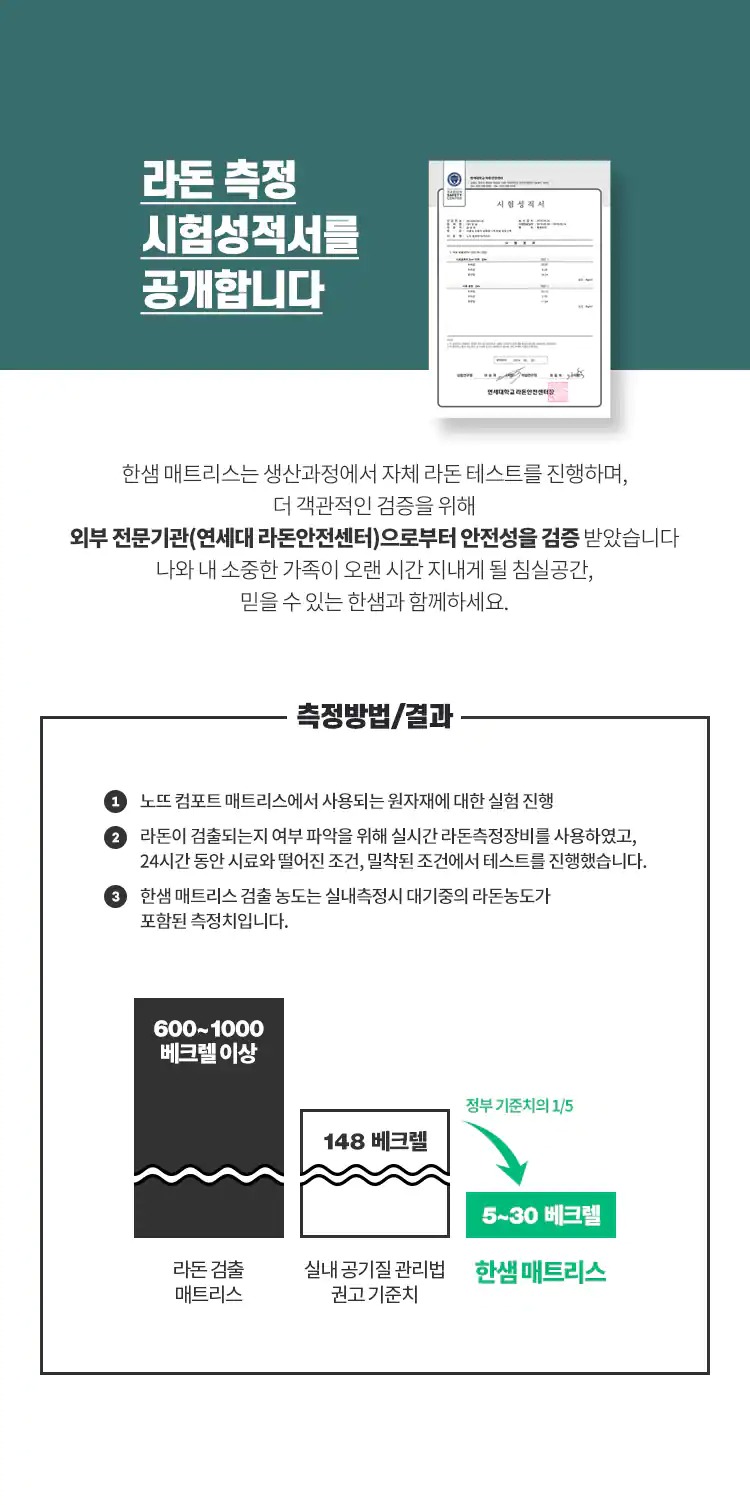 라돈 측정
시험성적서를
공개합니다
시 험 성 적 서
연세대학교 라돈안전센터장
한샘 매트리스는 생산과정에서 자체 라돈 테스트를 진행하며,
더 객관적인 검증을 위해
외부 전문기관(연세대 라돈안전센터)으로부터 안전성을 검증 받았습니다
나와 내 소중한 가족이 오랜 시간 지내게 될 침실공간,
믿을 수 있는 한샘과 함께하세요.
측정방법/결과
1 노뜨 컴포트 매트리스에서 사용되는 원자재에 대한 실험 진행
2 라돈이 검출되는지 여부 파악을 위해 실시간 라돈측정장비를 사용하였고,
24시간 동안 시료와 떨어진 조건, 밀착된 조건에서 테스트를 진행했습니다.
3 한샘 매트리스 검출 농도는 실내측정시 대기중의 라돈농도가
포함된 측정치입니다.
600~1000
베크렐 이상
148 베크렐
정부 기준치의 1/5
5~30 베크렐
라돈 검출
매트리스
실내 공기질 관리법
권고 기준치
한샘 매트리스